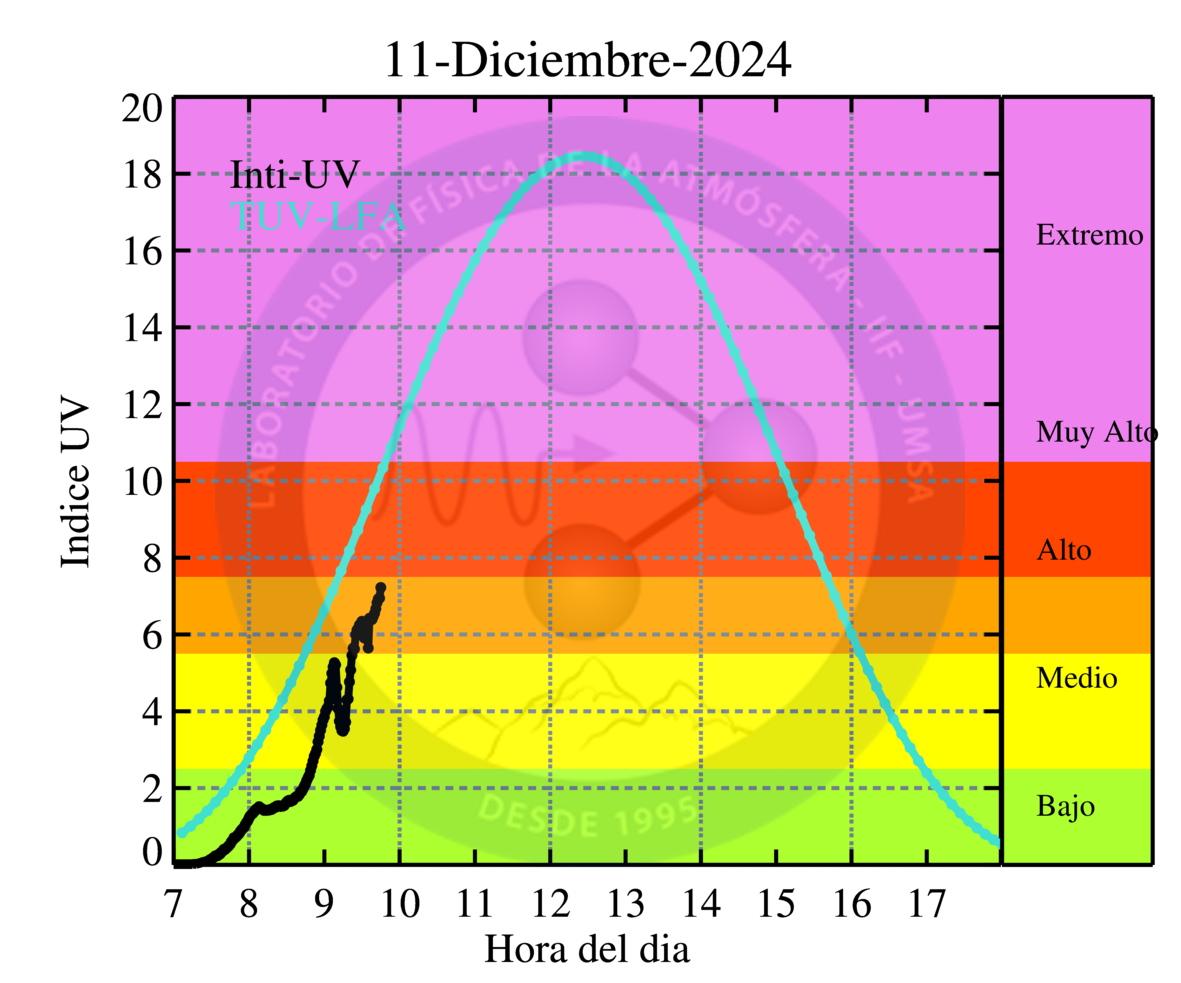 11-Diciembre-2024
20
18
16
14
12
10
8
6
4
2
0
Indice UV
Inti-UV
TUV-LFA
LABORATORIO DE FÍSICA DE LA ATMÓSFERA - IIF - UMSA
DESDE 1995
Extremo
Muy Alto
Alto
Medio
Bajo
7 8 9 10 11 12 13 14 15 16 17
Hora del dia